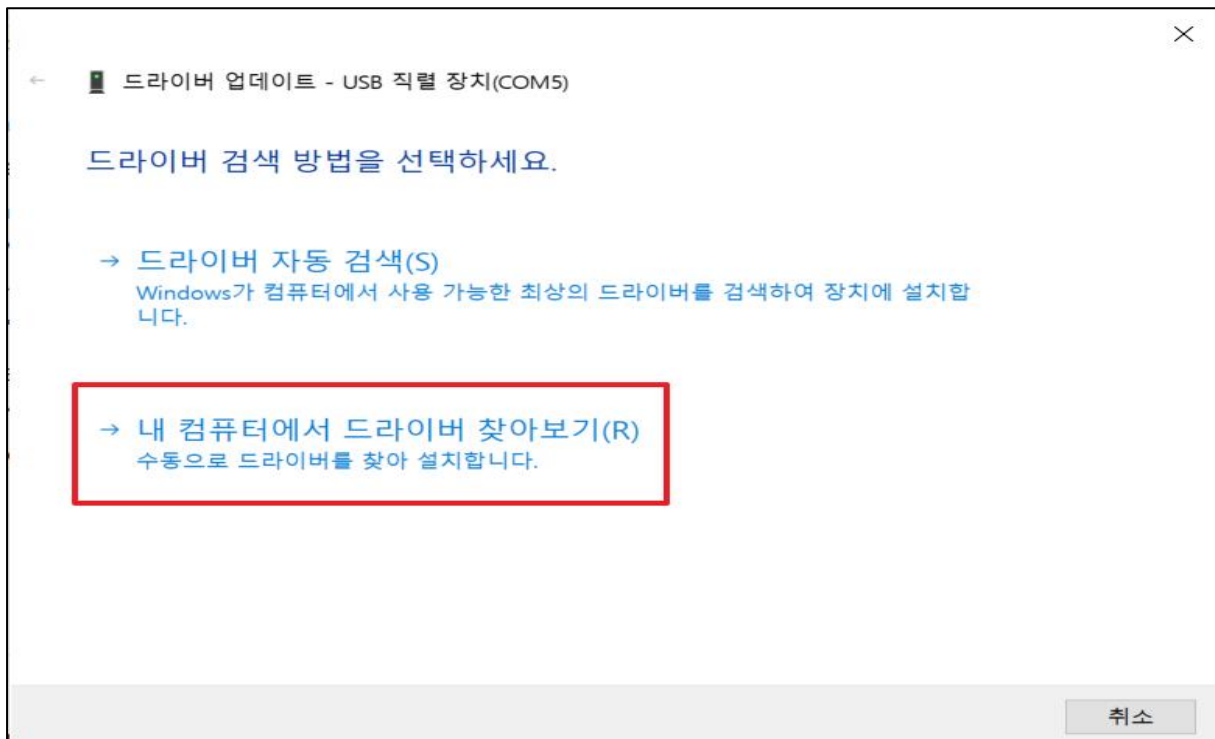 드라이버 업데이트 - USB 직렬 장치(COM5)
드라이버 검색 방법을 선택하세요.
→ 드라이버 자동 검색(S)
Windows가 컴퓨터에서 사용 가능한 최상의 드라이버를 검색하여 장치에 설치합
니다.
→ 내 컴퓨터에서 드라이버 찾아보기(R)
수동으로 드라이버를 찾아 설치합니다.
취소